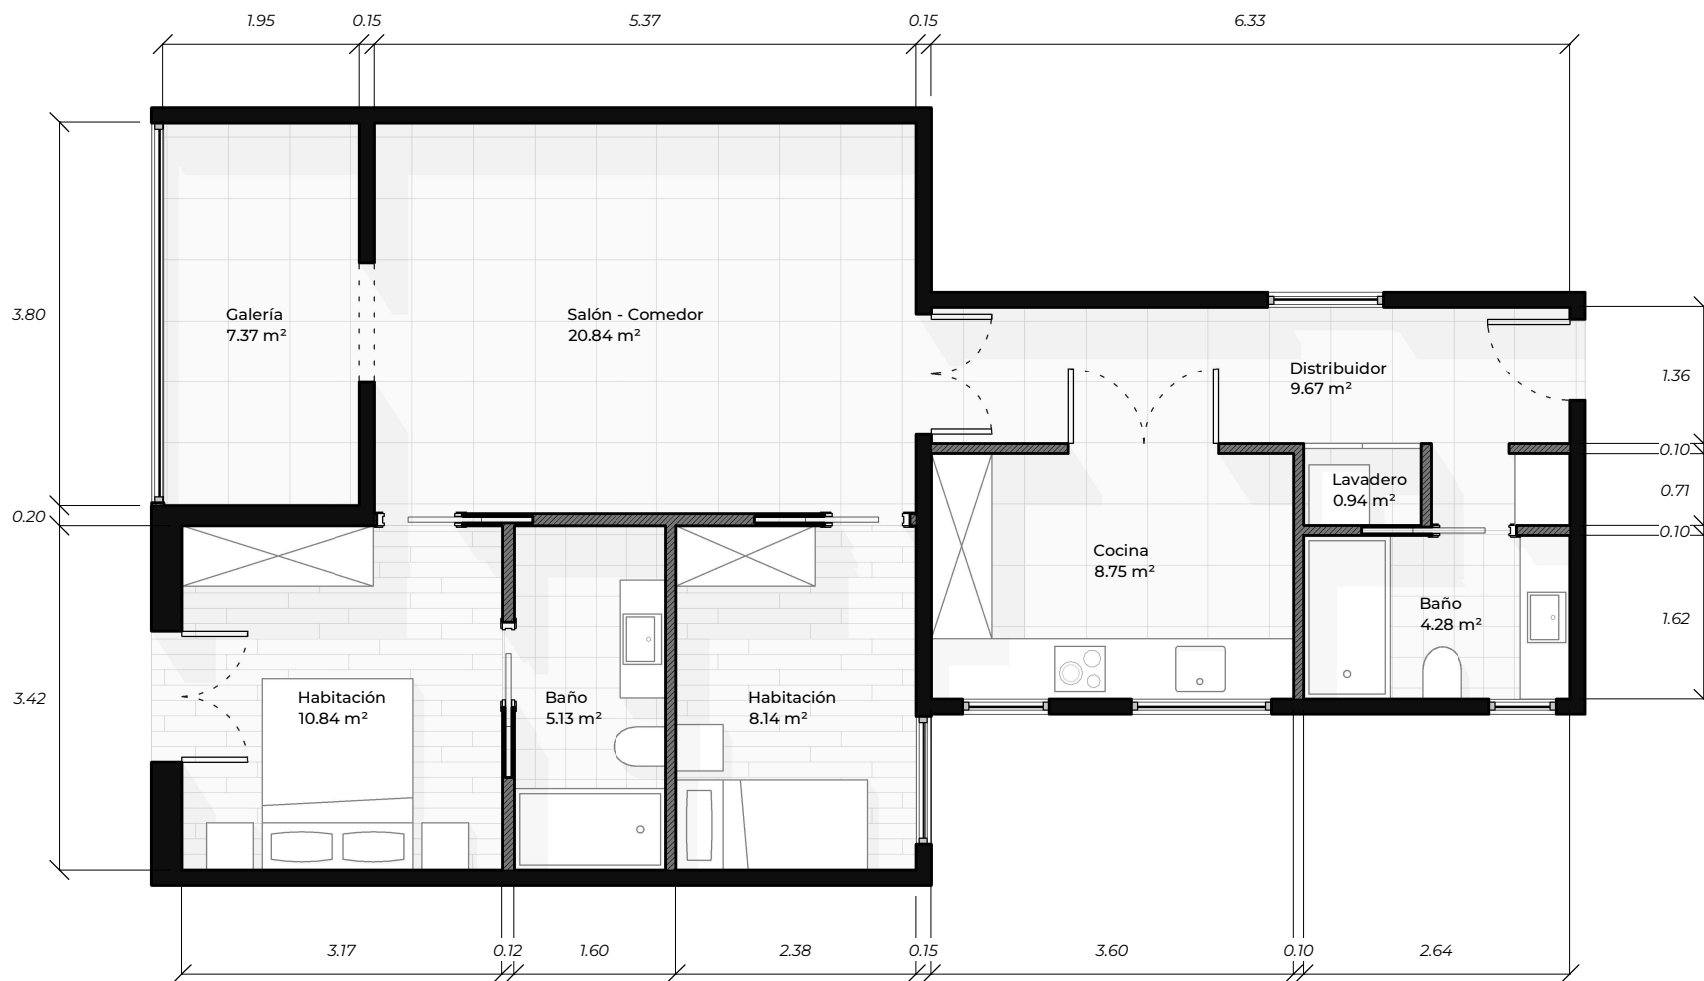 1.95
0.15
5.37
0.15
6.33
3.80
0.20
3.42
Galería
7.37 m²
Salón - Comedor
20.84 m²
Distribuidor
9.67 m²
1.36
0.10
0.71
0.10
1.62
Lavadero
0.94 m²
Cocina
8.75 m²
Baño
4.28 m²
Habitación
10.84 m²
Baño
5.13 m²
Habitación
8.14 m²
3.17
0.12
1.60
2.38
0.15
3.60
0.10
2.64